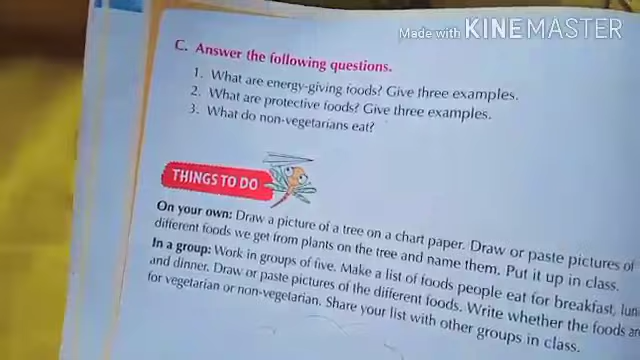 Made with KINEMASTER
C. Answer the following questions.
1. What are energy-giving foods? Give three examples.
2. What are protective foods? Give three examples.
3. What do non-vegetarians eat?
THINGS TO DO
On your own: Draw a picture of a tree on a chart paper. Draw or paste pictures of
different foods we get from plants on the tree and name them. Put it up in class.
In a group: Work in groups of five. Make a list of foods people eat for breakfast,
and dinner. Draw or paste pictures of the different foods. Write whether the foods
for vegetarian or non-vegetarian. Share your list with other groups in class.